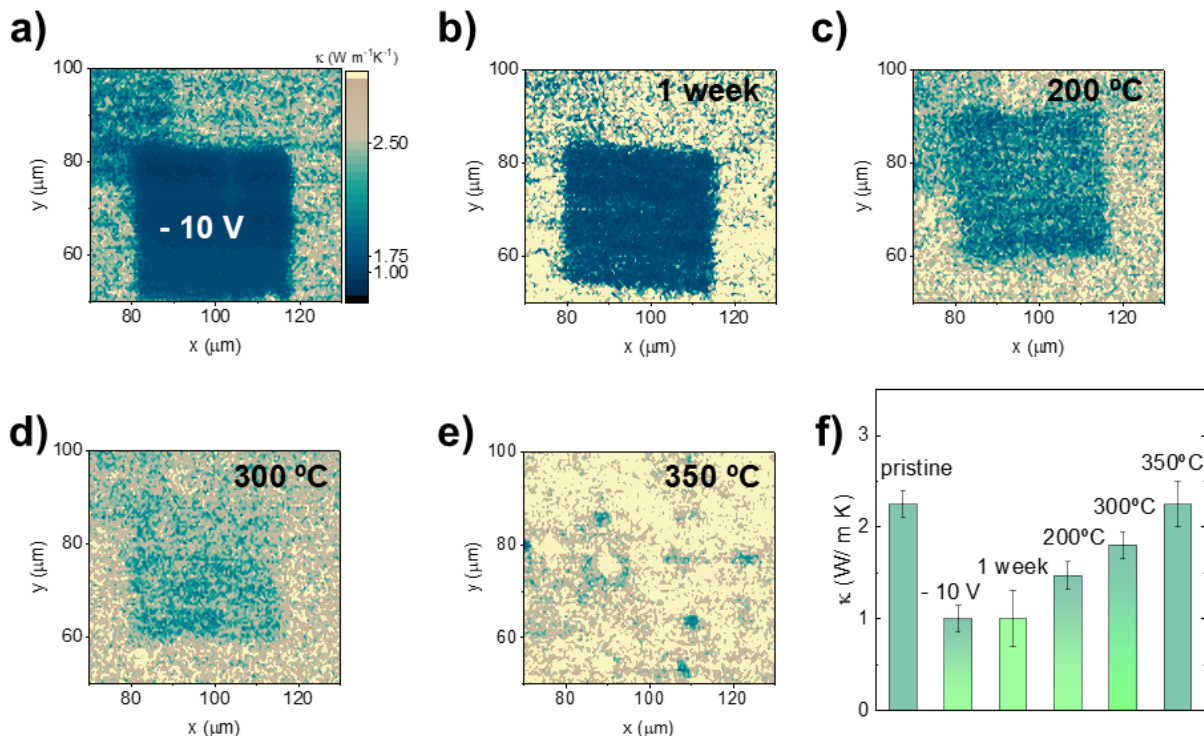 a)
κ (W m⁻¹K⁻¹)
2.50
1.75
1.00
100
80
60
y (μm)
- 10 V
80 100 120
x (μm)
b)
1 week
100
80
60
y (μm)
80 100 120
x (μm)
c)
200 ºC
100
80
60
y (μm)
80 100 120
x (μm)
d)
300 ºC
100
80
60
y (μm)
80 100 120
x (μm)
e)
350 ºC
100
80
60
y (μm)
80 100 120
x (μm)
f)
3
2
1
0
κ (W/ m K)
pristine
- 10 V
1 week
200ºC
300ºC
350ºC